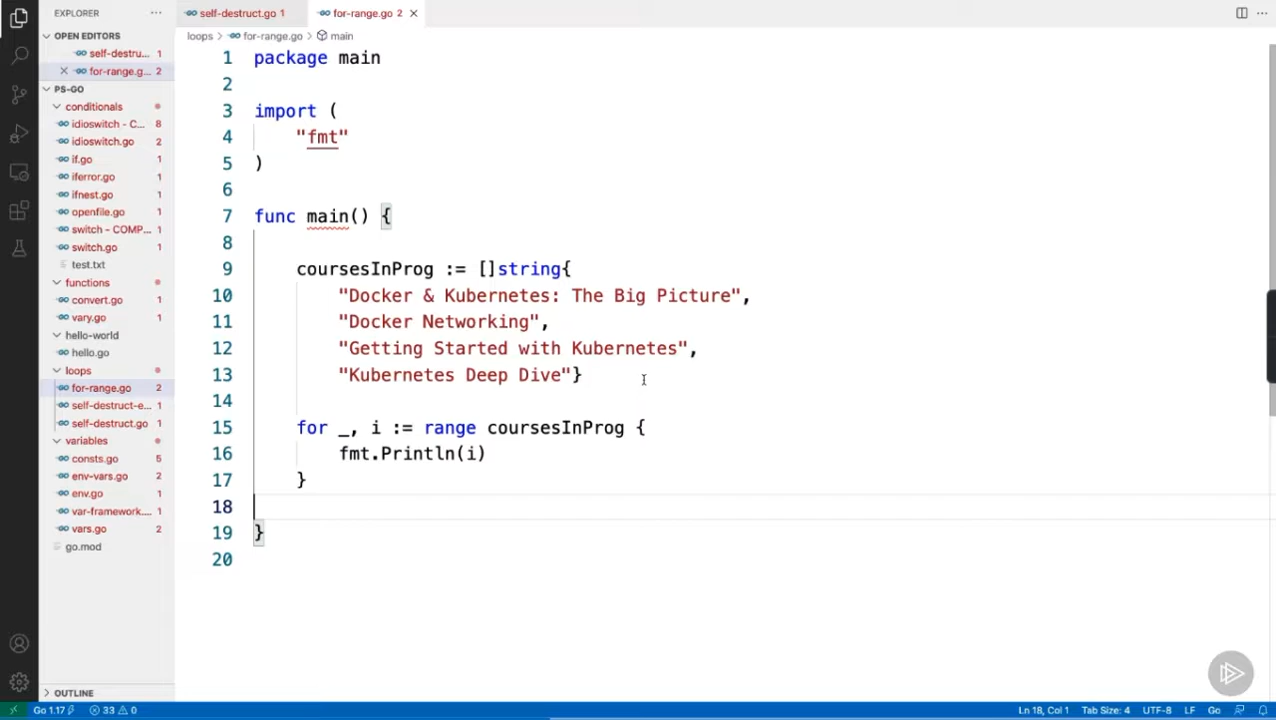 EXPLORER ···
self-destruct.go 1
for-range.go 2 ×
···
OPEN EDITORS
self-destru... 1
× for-range.g... 2
loops > for-range.go > main
PS-GO
conditionals
idioswitch - C... 8
idioswitch.go 2
if.go 1
iferror.go 1
ifnest.go 1
openfile.go 1
switch - COMP... 1
switch.go 1
test.txt
functions
convert.go 1
vary.go 1
hello-world
hello.go
loops
for-range.go 2
self-destruct-e... 1
self-destruct.go 1
variables
consts.go 5
env-vars.go 2
env.go 1
var-framework.... 1
vars.go 2
go.mod
OUTLINE
1 package main
2
3 import (
4 "fmt"
5 )
6
7 func main() {
8
9 coursesInProg := []string{
10 "Docker & Kubernetes: The Big Picture",
11 "Docker Networking",
12 "Getting Started with Kubernetes",
13 "Kubernetes Deep Dive"}
14
15 for _, i := range coursesInProg {
16 fmt.Println(i)
17 }
18
19 }
20
Go 1.17 33 0 Ln 18, Col 1 Tab Size: 4 UTF-8 LF Go